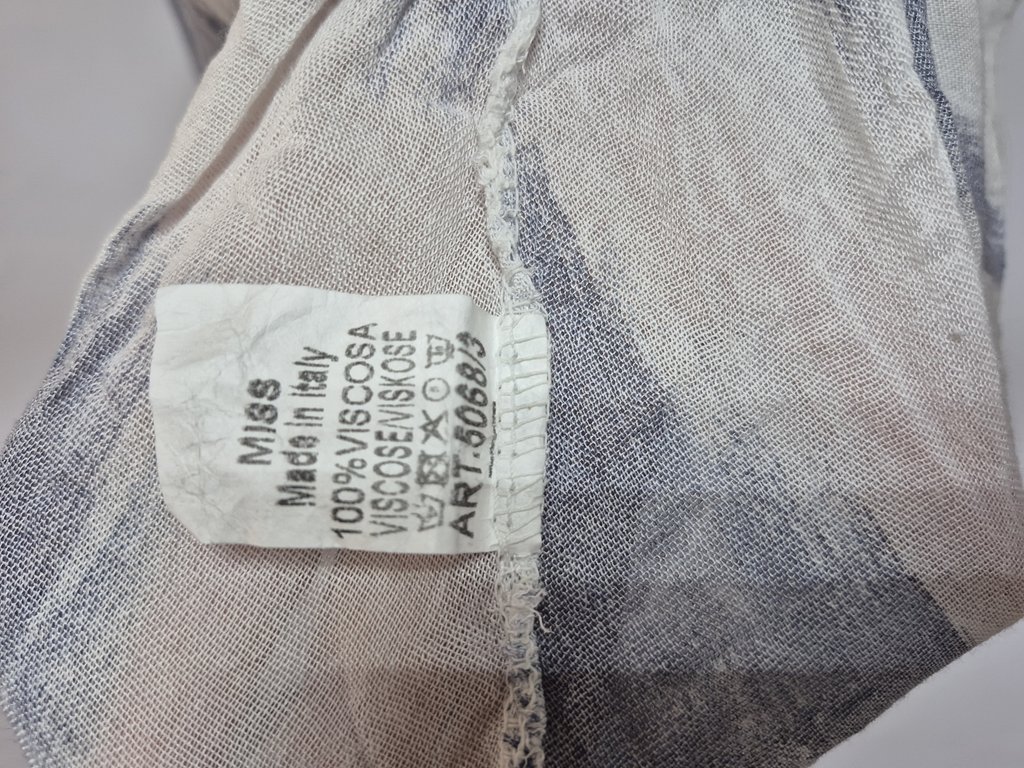 MISS
Made in Italy
100%VISCOSA
VISCOSE/VISKOSE
ART.5068/3